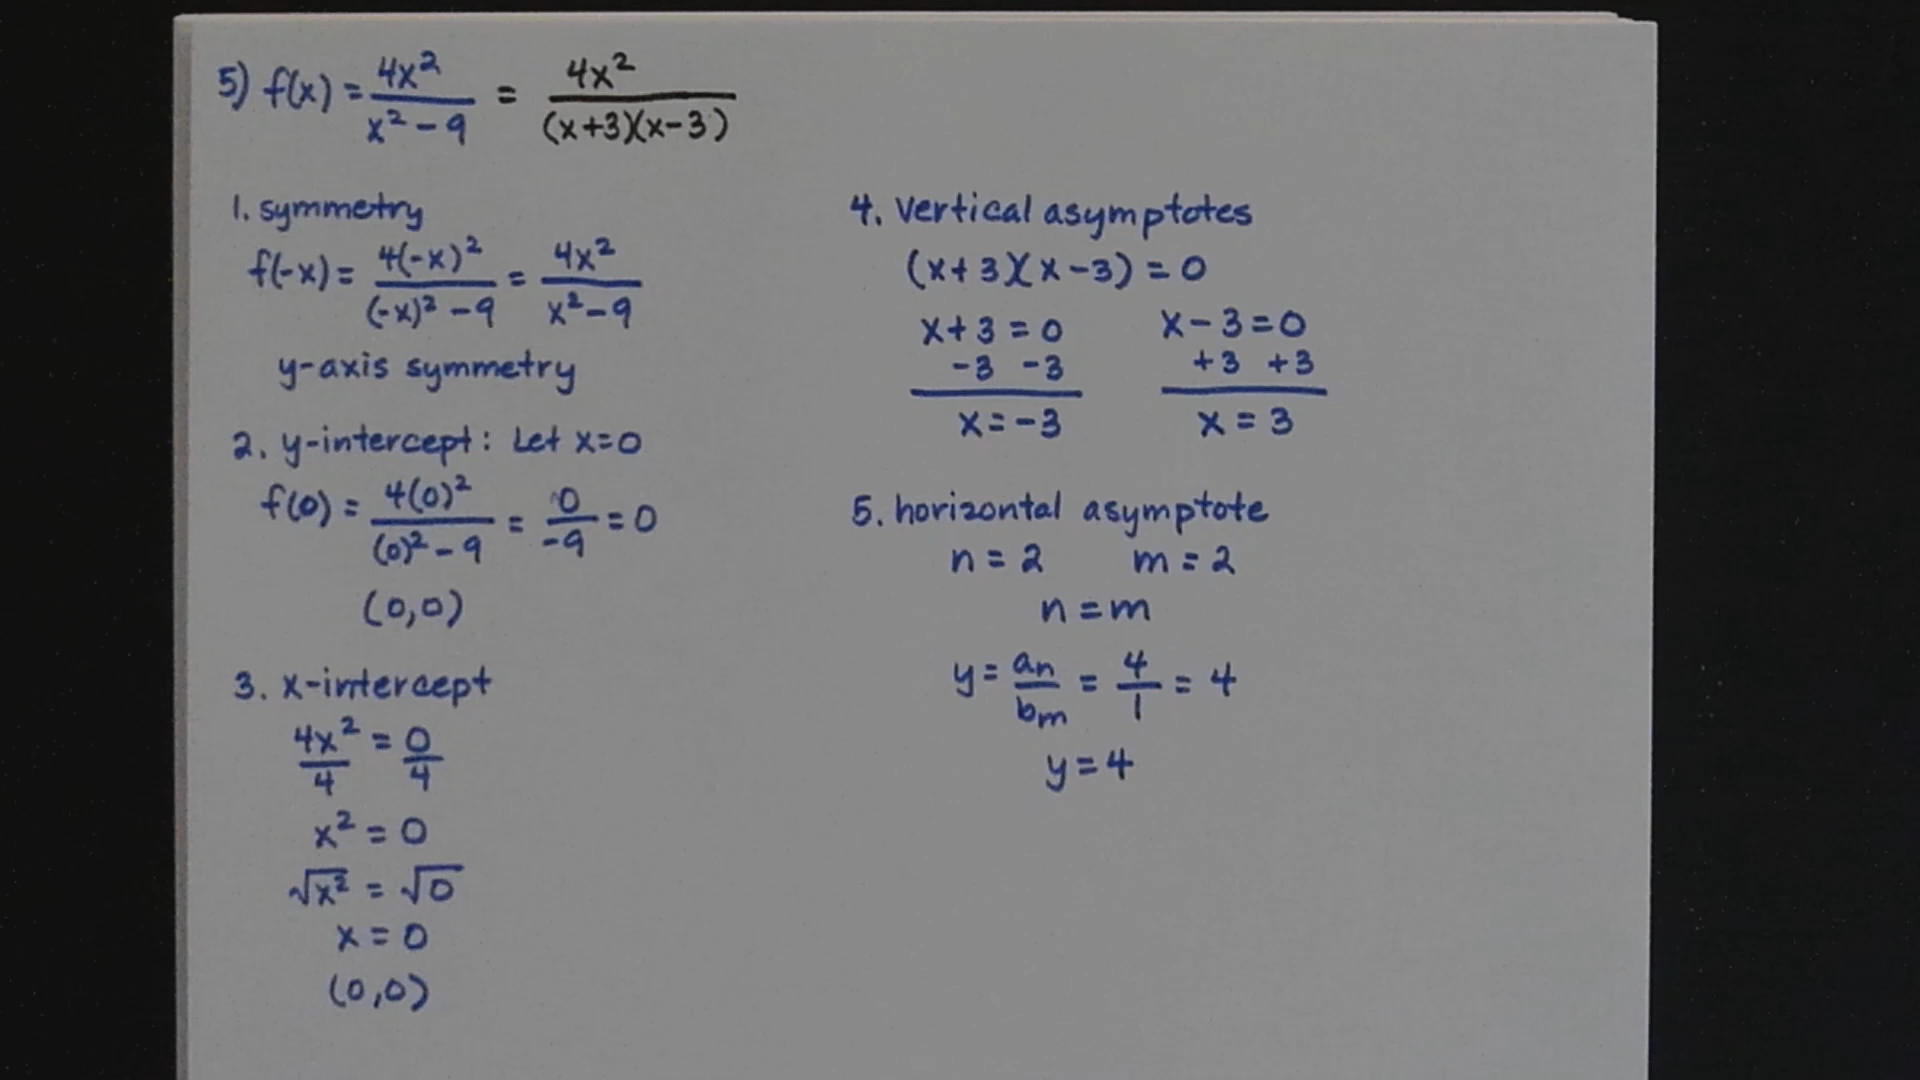 5) f(x) = 4x²/(x² - 9) = 4x²/((x+3)(x-3))
1. symmetry
f(-x) = 4(-x)²/((-x)² - 9) = 4x²/(x² - 9)
y-axis symmetry
2. y-intercept: Let x=0
f(0) = 4(0)²/((0)² - 9) = 0/-9 = 0
(0,0)
3. x-intercept
4x²/4 = 0/4
x² = 0
√x² = √0
x = 0
(0,0)
4. vertical asymptotes
(x+3)(x-3) = 0
x+3 = 0 x-3=0
-3 -3 +3 +3
x=-3 x = 3
5. horizontal asymptote
n = 2 m = 2
n = m
y = aₙ/bₘ = 4/1 = 4
y = 4